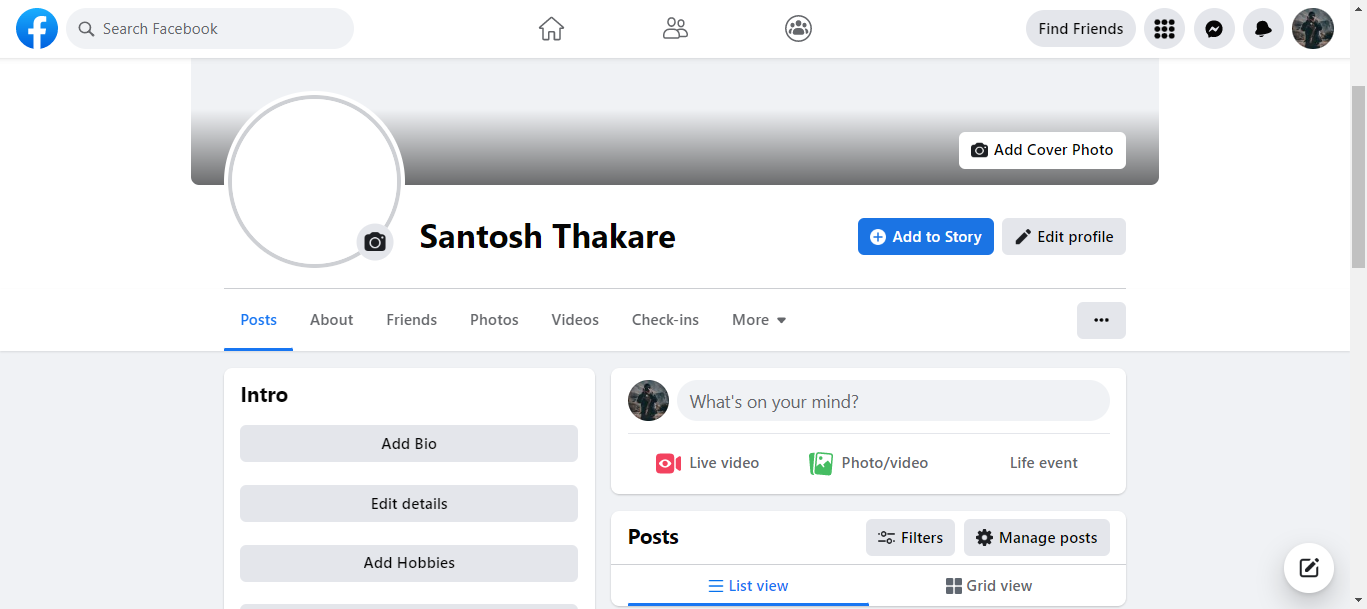 Search Facebook
Find Friends
Add Cover Photo
Santosh Thakare
Add to Story
Edit profile
Posts
About
Friends
Photos
Videos
Check-ins
More
Intro
Add Bio
Edit details
Add Hobbies
What's on your mind?
Live video
Photo/video
Life event
Posts
Filters
Manage posts
List view
Grid view